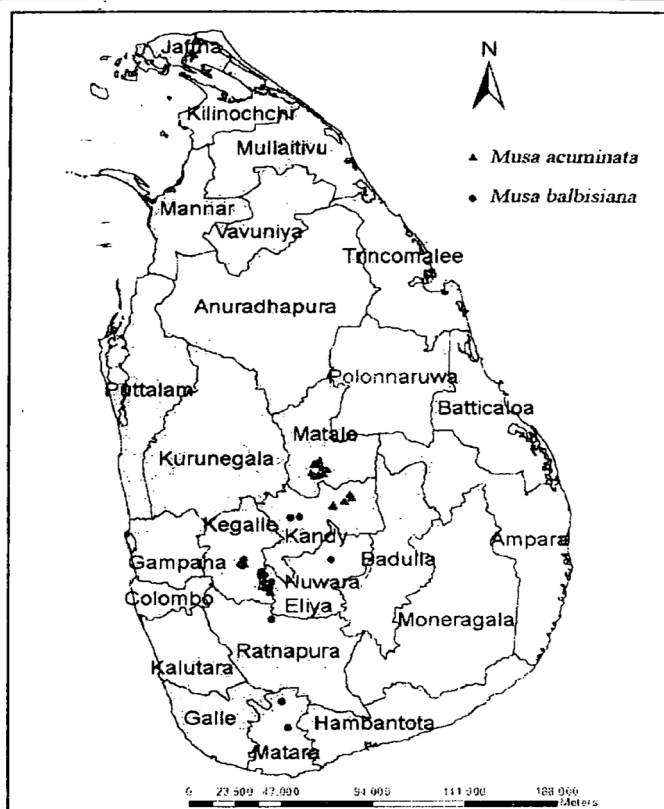 Jaffna
N
Kilinochchi
Mullaitivu
Musa acuminata
Musa balbisiana
Mannar
Vavuniya
Trincomalee
Anuradhapura
Polonnaruwa
Puttalam
Batticaloa
Matale
Kurunegala
Kegalle
Kandy
Ampara
Gampaha
Badulla
Nuwara
Eliya
Colombo
Moneragala
Ratnapura
Kalutara
Galle
Hambantota
Matara
0 23 500 47 000 94 000 141 000 188 000
Meters